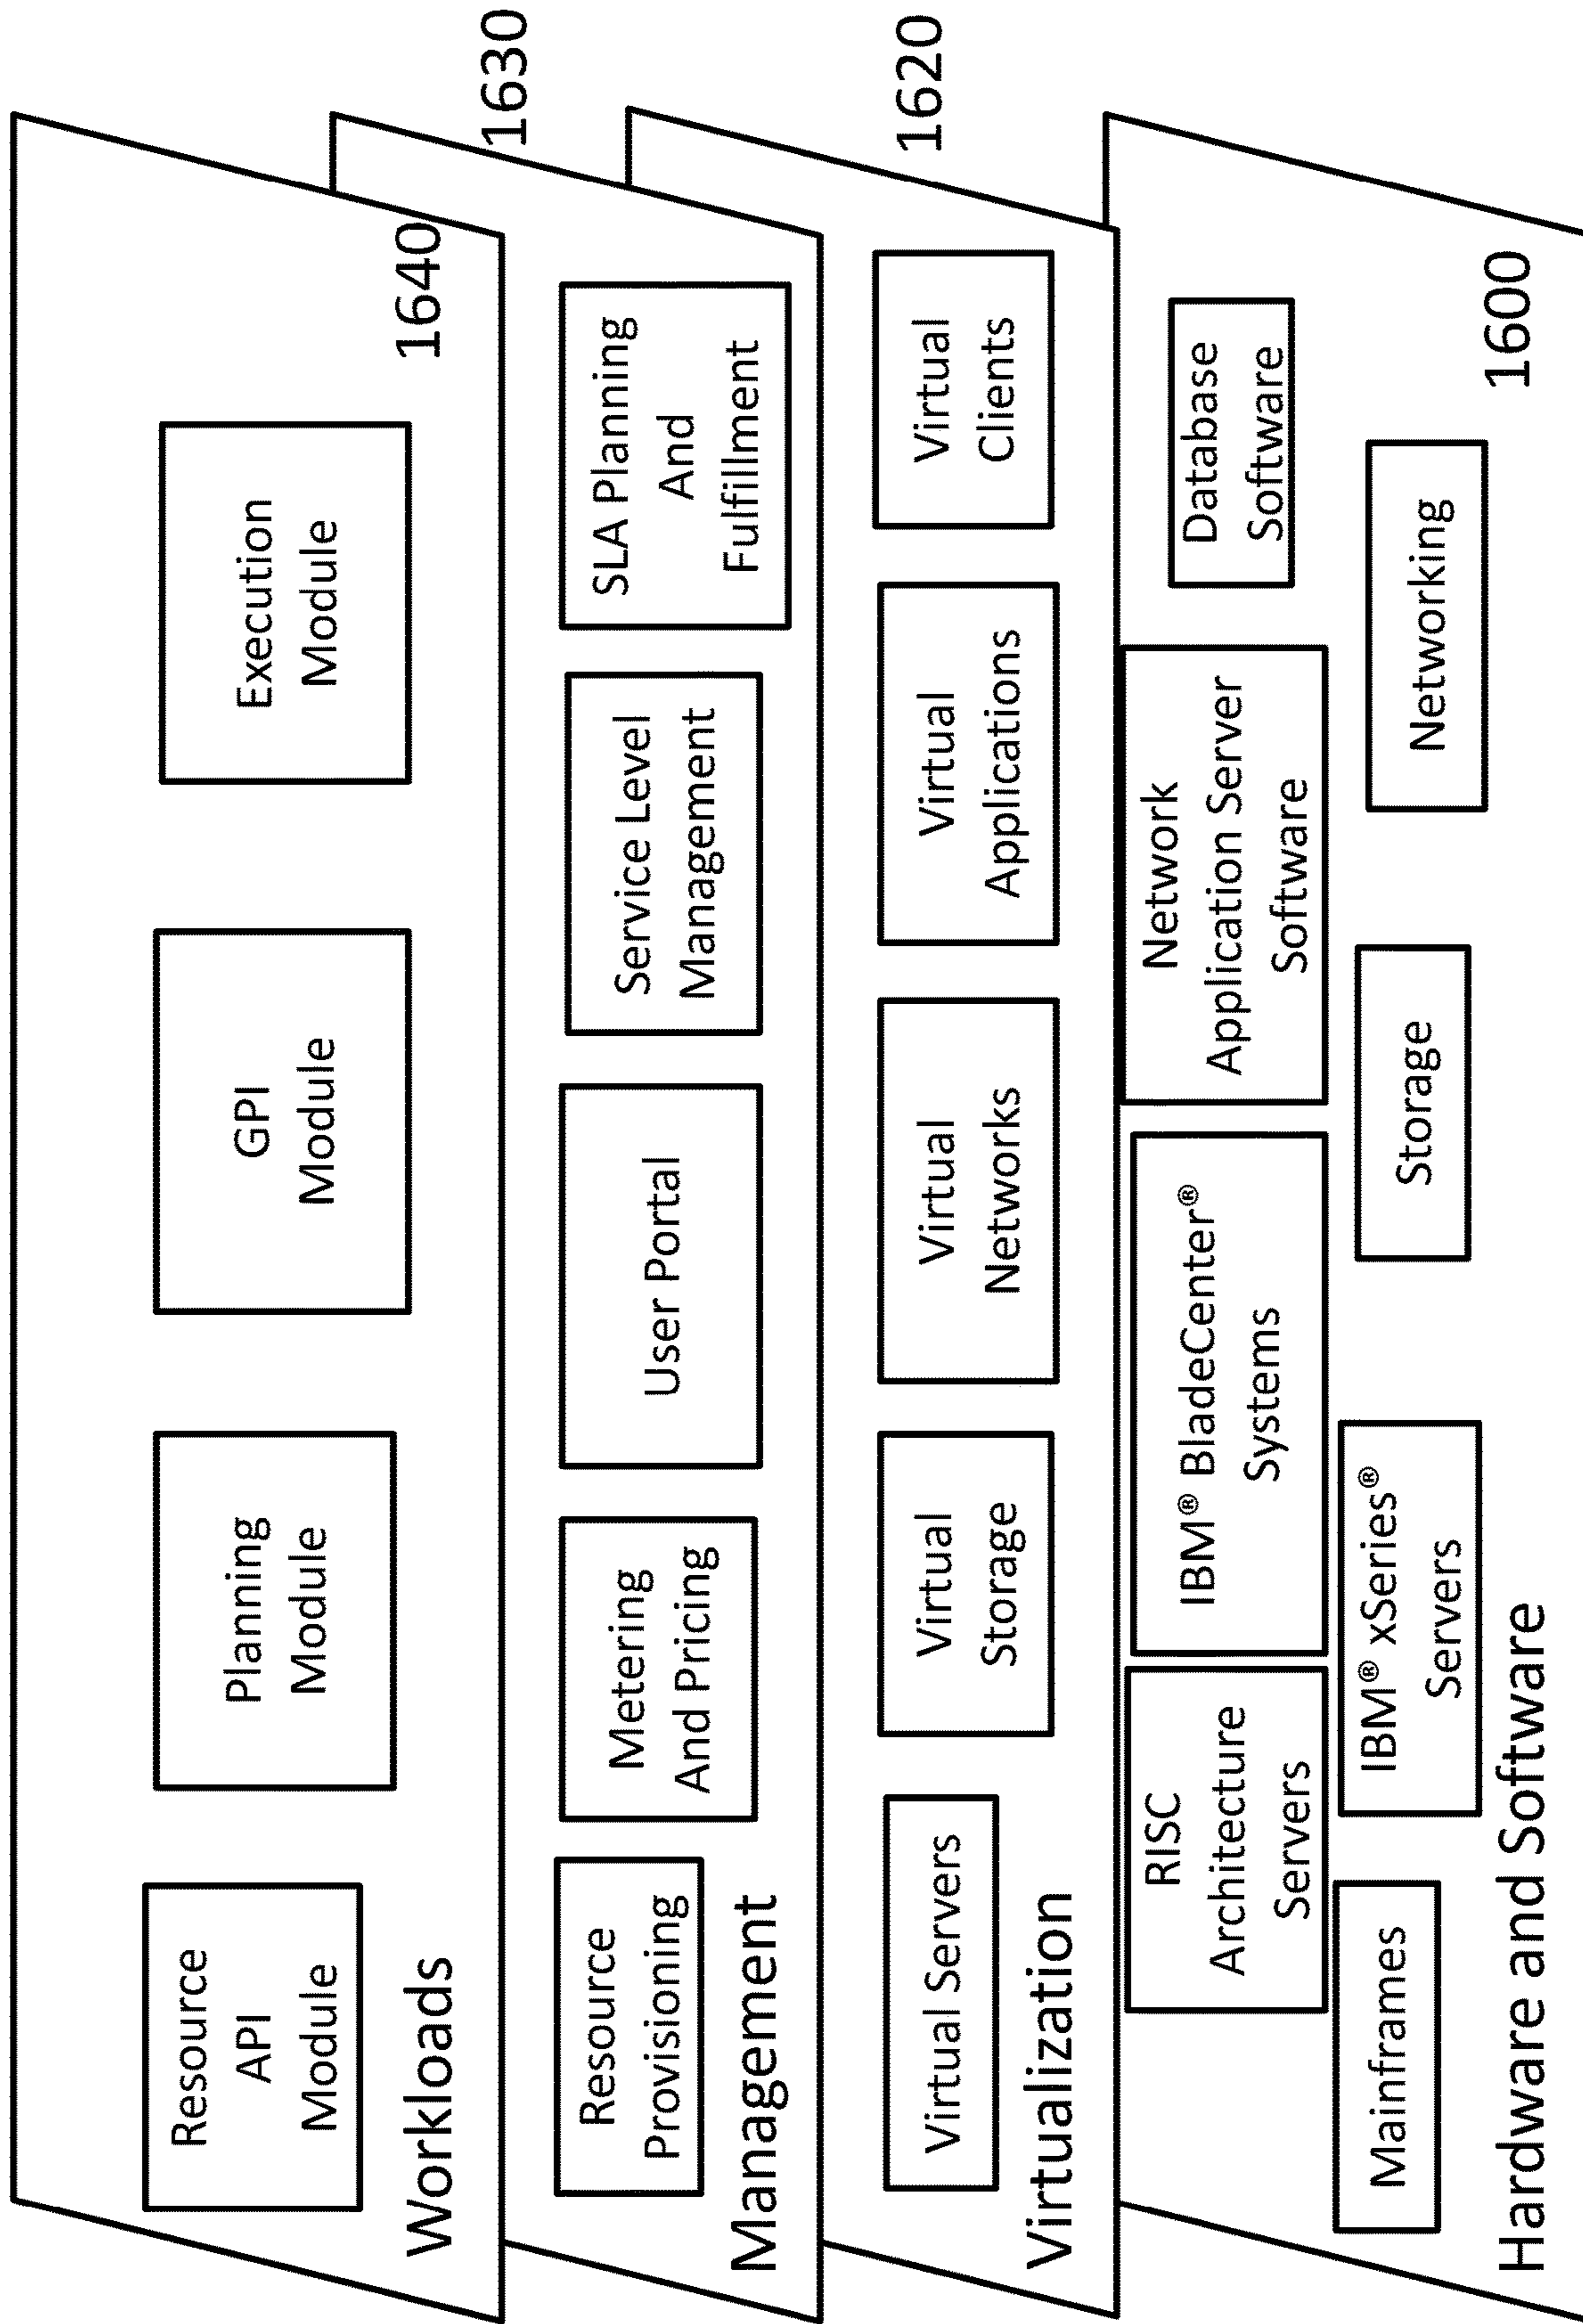 Resource
API
Module
Planning
Module
GPI
Module
Execution
Module
Workloads
1640
Resource
Provisioning
Metering
And Pricing
User Portal
Service Level
Management
SLA Planning
And
Fulfillment
Management
1630
Virtual Servers
Virtual
Storage
Virtual
Networks
Virtual
Applications
Virtual
Clients
Virtualization
1620
RISC
Architecture
Servers
IBM® BladeCenter®
Systems
Network
Application Server
Software
Database
Software
Mainframes
IBM® xSeries®
Servers
Storage
Networking
Hardware and Software
1600